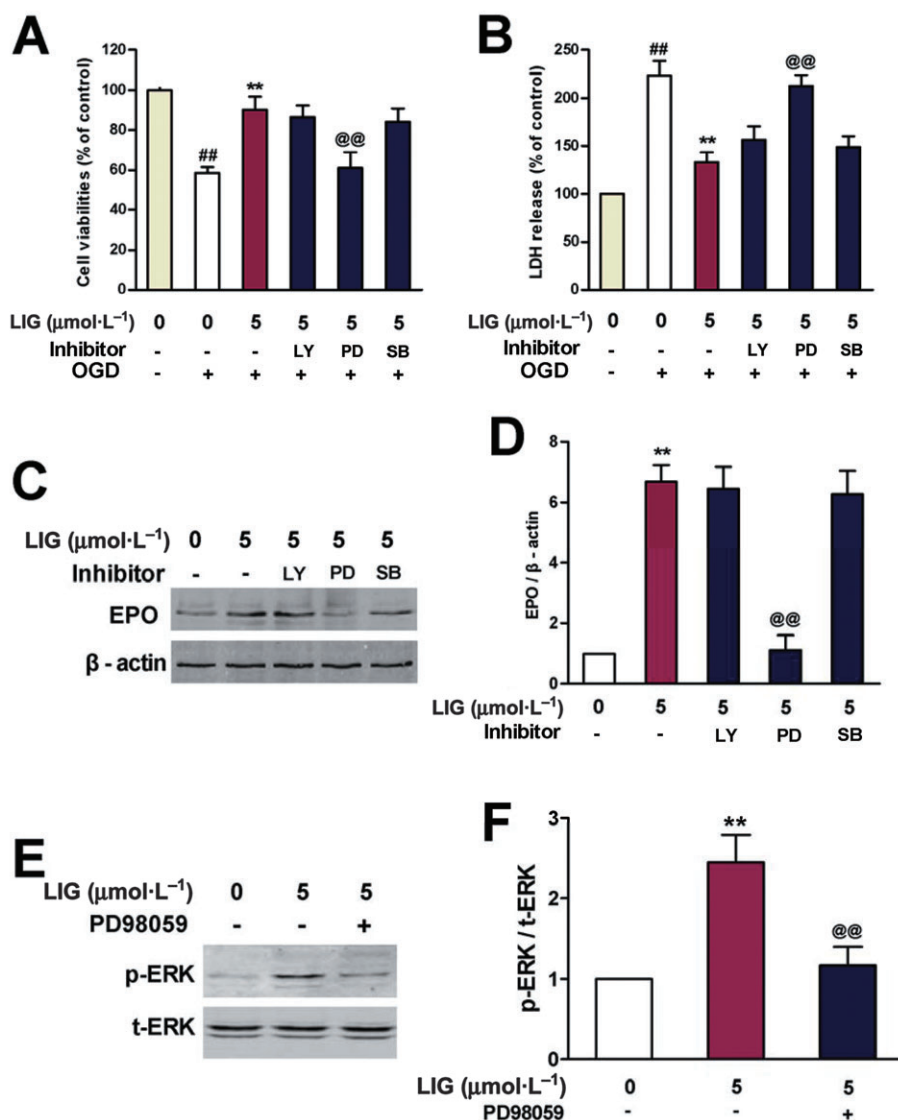 A
Cell viabilities (% of control)
120
100
80
60
40
20
0
##
**
@@
LIG (μmol·L⁻¹) 0 0 5 5 5 5
Inhibitor - - - LY PD SB
OGD - + + + + +
B
LDH release (% of control)
250
200
150
100
50
0
##
**
@@
LIG (μmol·L⁻¹) 0 0 5 5 5 5
Inhibitor - - - LY PD SB
OGD - + + + + +
C
LIG (μmol·L⁻¹) 0 5 5 5 5
Inhibitor - - LY PD SB
EPO
β - actin
D
EPO / β - actin
8
6
4
2
0
**
@@
LIG (μmol·L⁻¹) 0 5 5 5 5
Inhibitor - - LY PD SB
E
LIG (μmol·L⁻¹) 0 5 5
PD98059 - - +
p-ERK
t-ERK
F
p-ERK / t-ERK
3
2
1
0
**
@@
LIG (μmol·L⁻¹) 0 5 5
PD98059 - - +